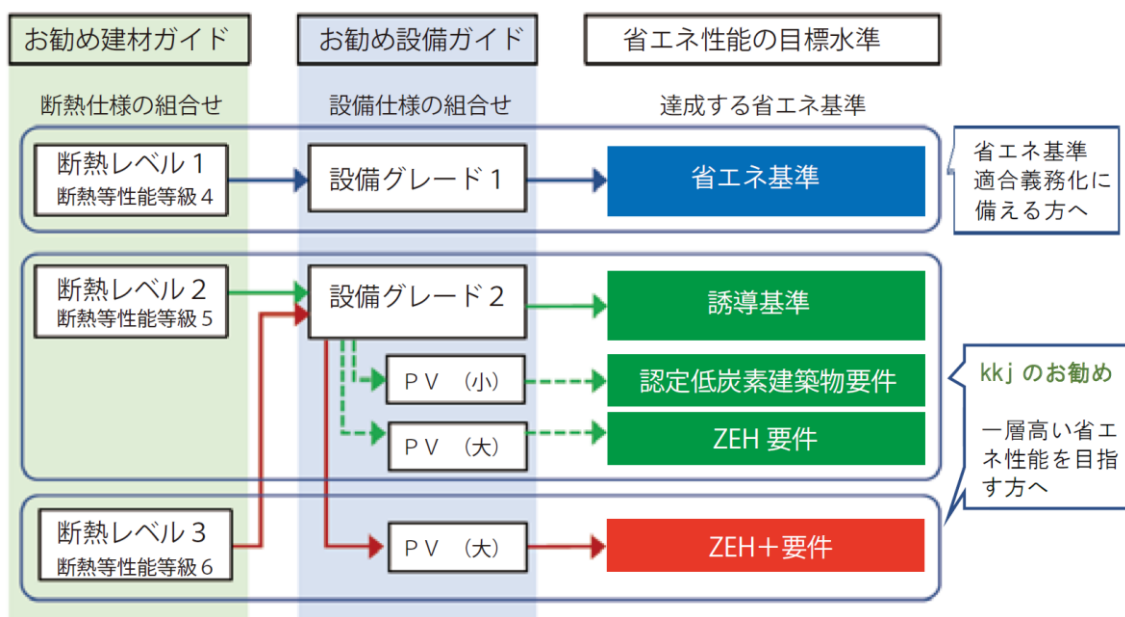 お勧め建材ガイド
お勧め設備ガイド
省エネ性能の目標水準
断熱仕様の組合せ
設備仕様の組合せ
達成する省エネ基準
断熱レベル1
断熱等性能等級4
設備グレード1
省エネ基準
省エネ基準
適合義務化に
備える方へ
断熱レベル2
断熱等性能等級5
設備グレード2
誘導基準
PV (小)
認定低炭素建築物要件
PV (大)
ZEH 要件
kkj のお勧め
一層高い省エ
ネ性能を目指
す方へ
断熱レベル3
断熱等性能等級6
PV (大)
ZEH+要件